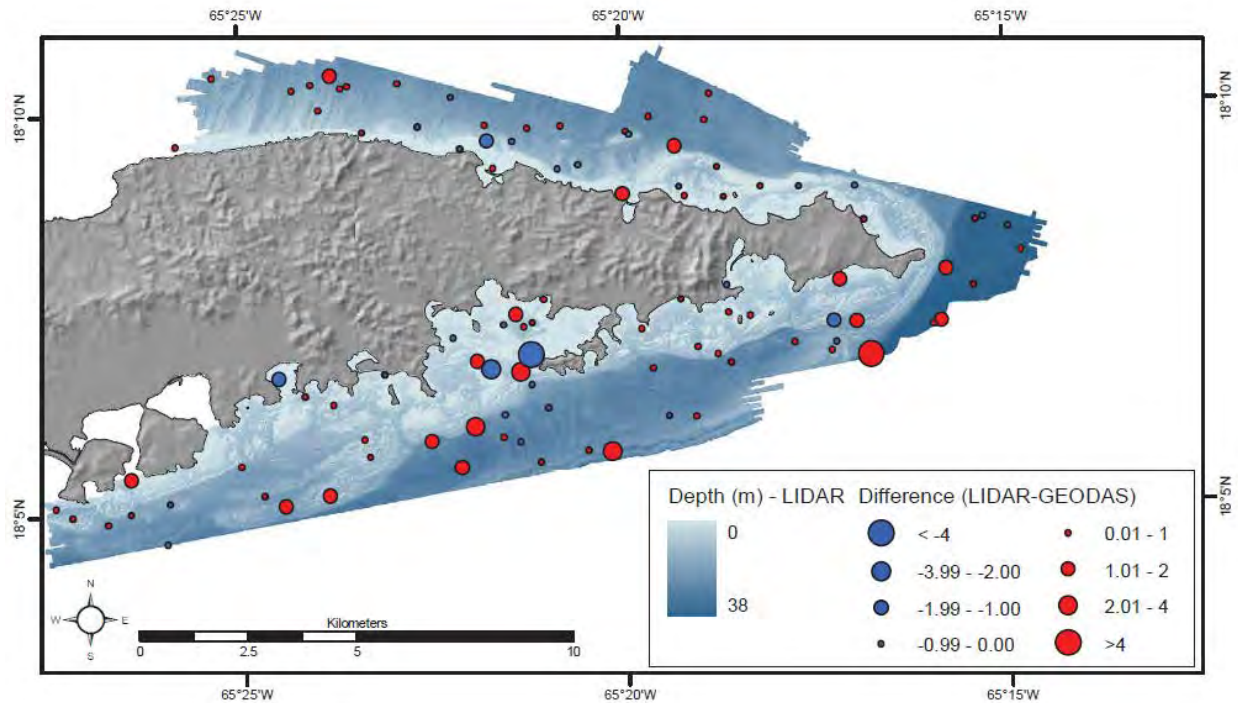 65°25'W 65°20'W 65°15'W
18°10'N
18°10'N
18°5'N
18°5'N
Depth (m) - LIDAR Difference (LIDAR-GEODAS)
0
38
< -4
-3.99 - -2.00
-1.99 - -1.00
-0.99 - 0.00
0.01 - 1
1.01 - 2
2.01 - 4
>4
N
W E
S
Kilometers
0 2.5 5 10
65°25'W 65°20'W 65°15'W